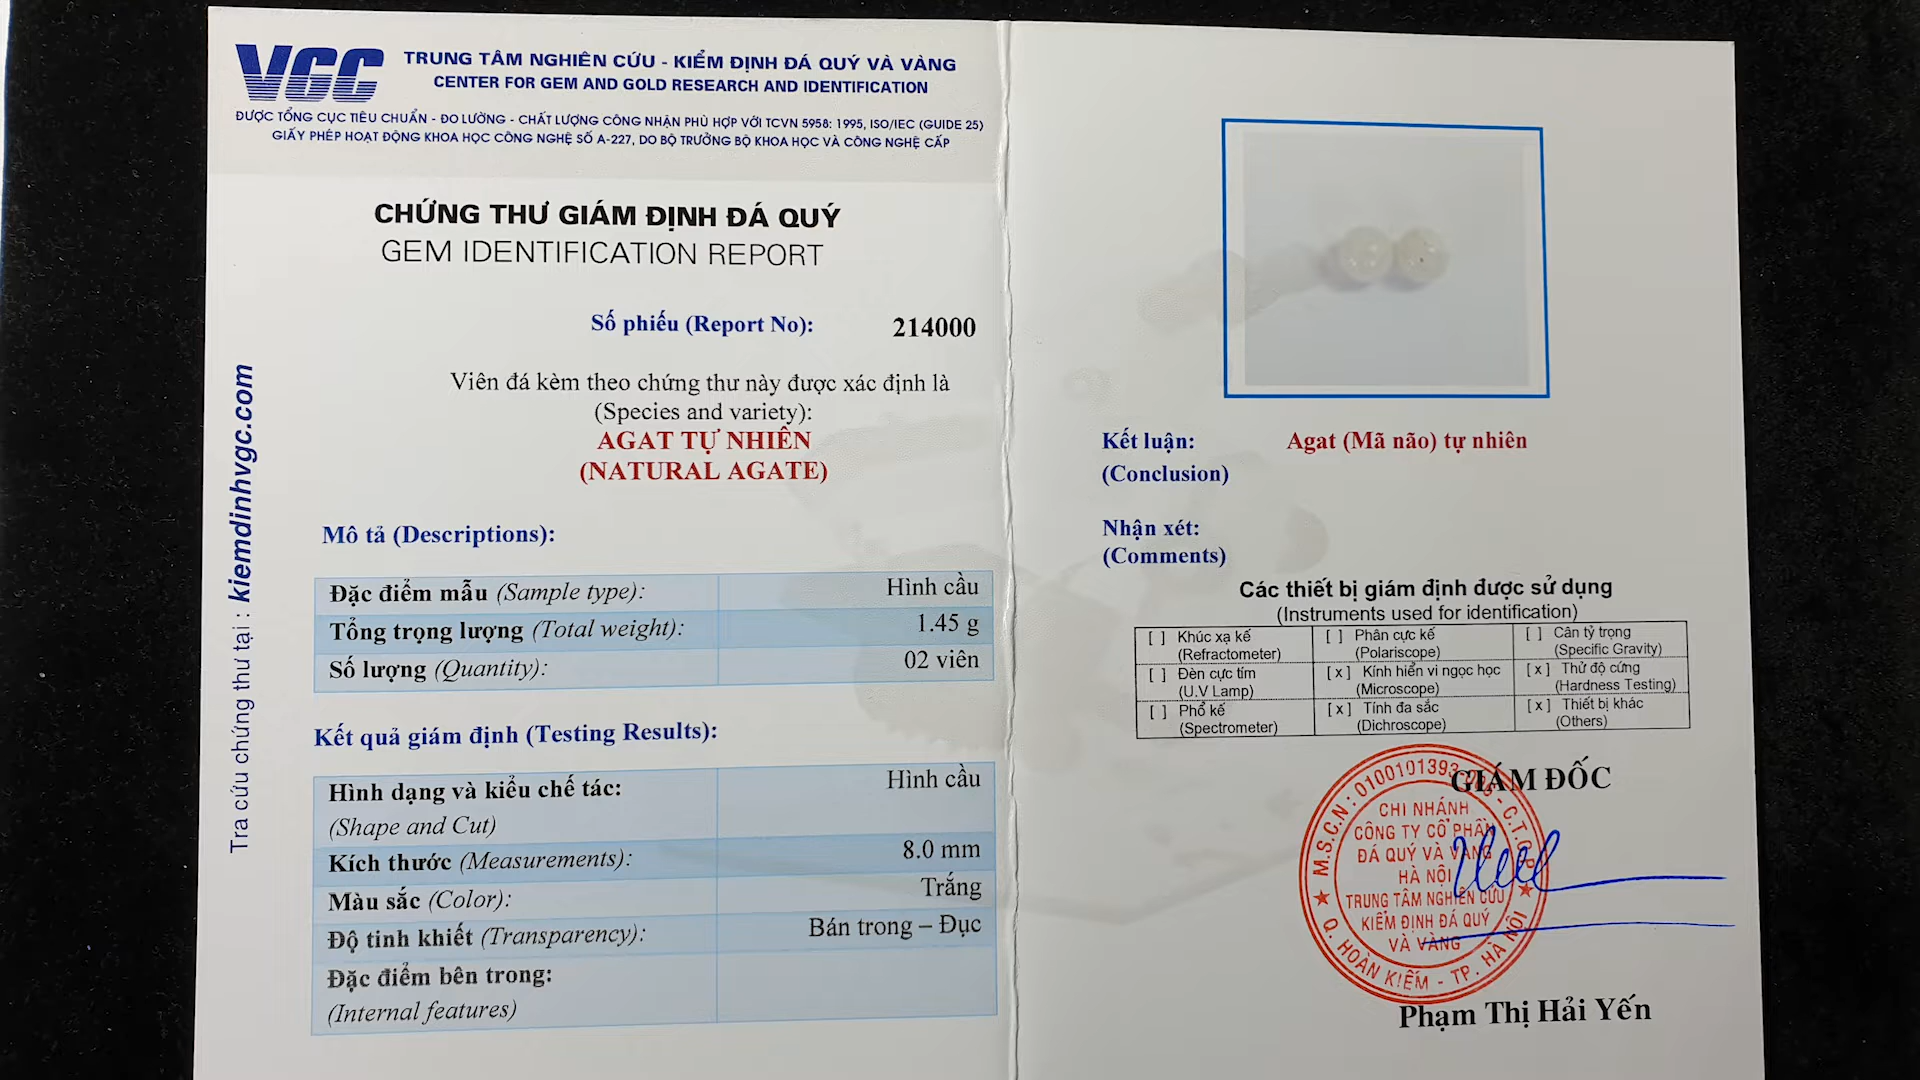 VGC
TRUNG TÂM NGHIÊN CỨU - KIỂM ĐỊNH ĐÁ QUÝ VÀ VÀNG
CENTER FOR GEM AND GOLD RESEARCH AND IDENTIFICATION
ĐƯỢC TỔNG CỤC TIÊU CHUẨN - ĐO LƯỜNG - CHẤT LƯỢNG CÔNG NHẬN PHÙ HỢP VỚI TCVN 5958: 1995, ISO/IEC (GUIDE 25)
GIẤY PHÉP HOẠT ĐỘNG KHOA HỌC CÔNG NGHỆ SỐ A-227, DO BỘ TRƯỞNG BỘ KHOA HỌC VÀ CÔNG NGHỆ CẤP
CHỨNG THƯ GIÁM ĐỊNH ĐÁ QUÝ
GEM IDENTIFICATION REPORT
Số phiếu (Report No): 214000
Viên đá kèm theo chứng thư này được xác định là
(Species and variety):
AGAT TỰ NHIÊN
(NATURAL AGATE)
Mô tả (Descriptions):
Đặc điểm mẫu (Sample type): Hình cầu
Tổng trọng lượng (Total weight): 1.45 g
Số lượng (Quantity): 02 viên
Kết quả giám định (Testing Results):
Hình dạng và kiểu chế tác: Hình cầu
(Shape and Cut)
Kích thước (Measurements): 8.0 mm
Màu sắc (Color): Trắng
Độ tinh khiết (Transparency): Bán trong – Đục
Đặc điểm bên trong:
(Internal features)
Tra cứu chứng thư tại : kiemdinhvgc.com
Kết luận: Agat (Mã não) tự nhiên
(Conclusion)
Nhận xét:
(Comments)
Các thiết bị giám định được sử dụng
(Instruments used for identification)
[ ] Khúc xạ kế [ ] Phân cực kế [ ] Cân tỷ trọng
(Refractometer) (Polariscope) (Specific Gravity)
[ ] Đèn cực tím [ x ] Kính hiển vi ngọc học [ x ] Thử độ cứng
(U.V Lamp) (Microscope) (Hardness Testing)
[ ] Phổ kế [ x ] Tính đa sắc [ x ] Thiết bị khác
(Spectrometer) (Dichroscope) (Others)
GIÁM ĐỐC
M.S.C.N : 0100101393 - C.T.C.P
CHI NHÁNH
CÔNG TY CỔ PHẦN
ĐÁ QUÝ VÀ VÀNG
HÀ NỘI
TRUNG TÂM NGHIÊN CỨU
KIỂM ĐỊNH ĐÁ QUÝ
VÀ VÀNG
Q. HOÀN KIẾM - TP. HÀ NỘI
Phạm Thị Hải Yến